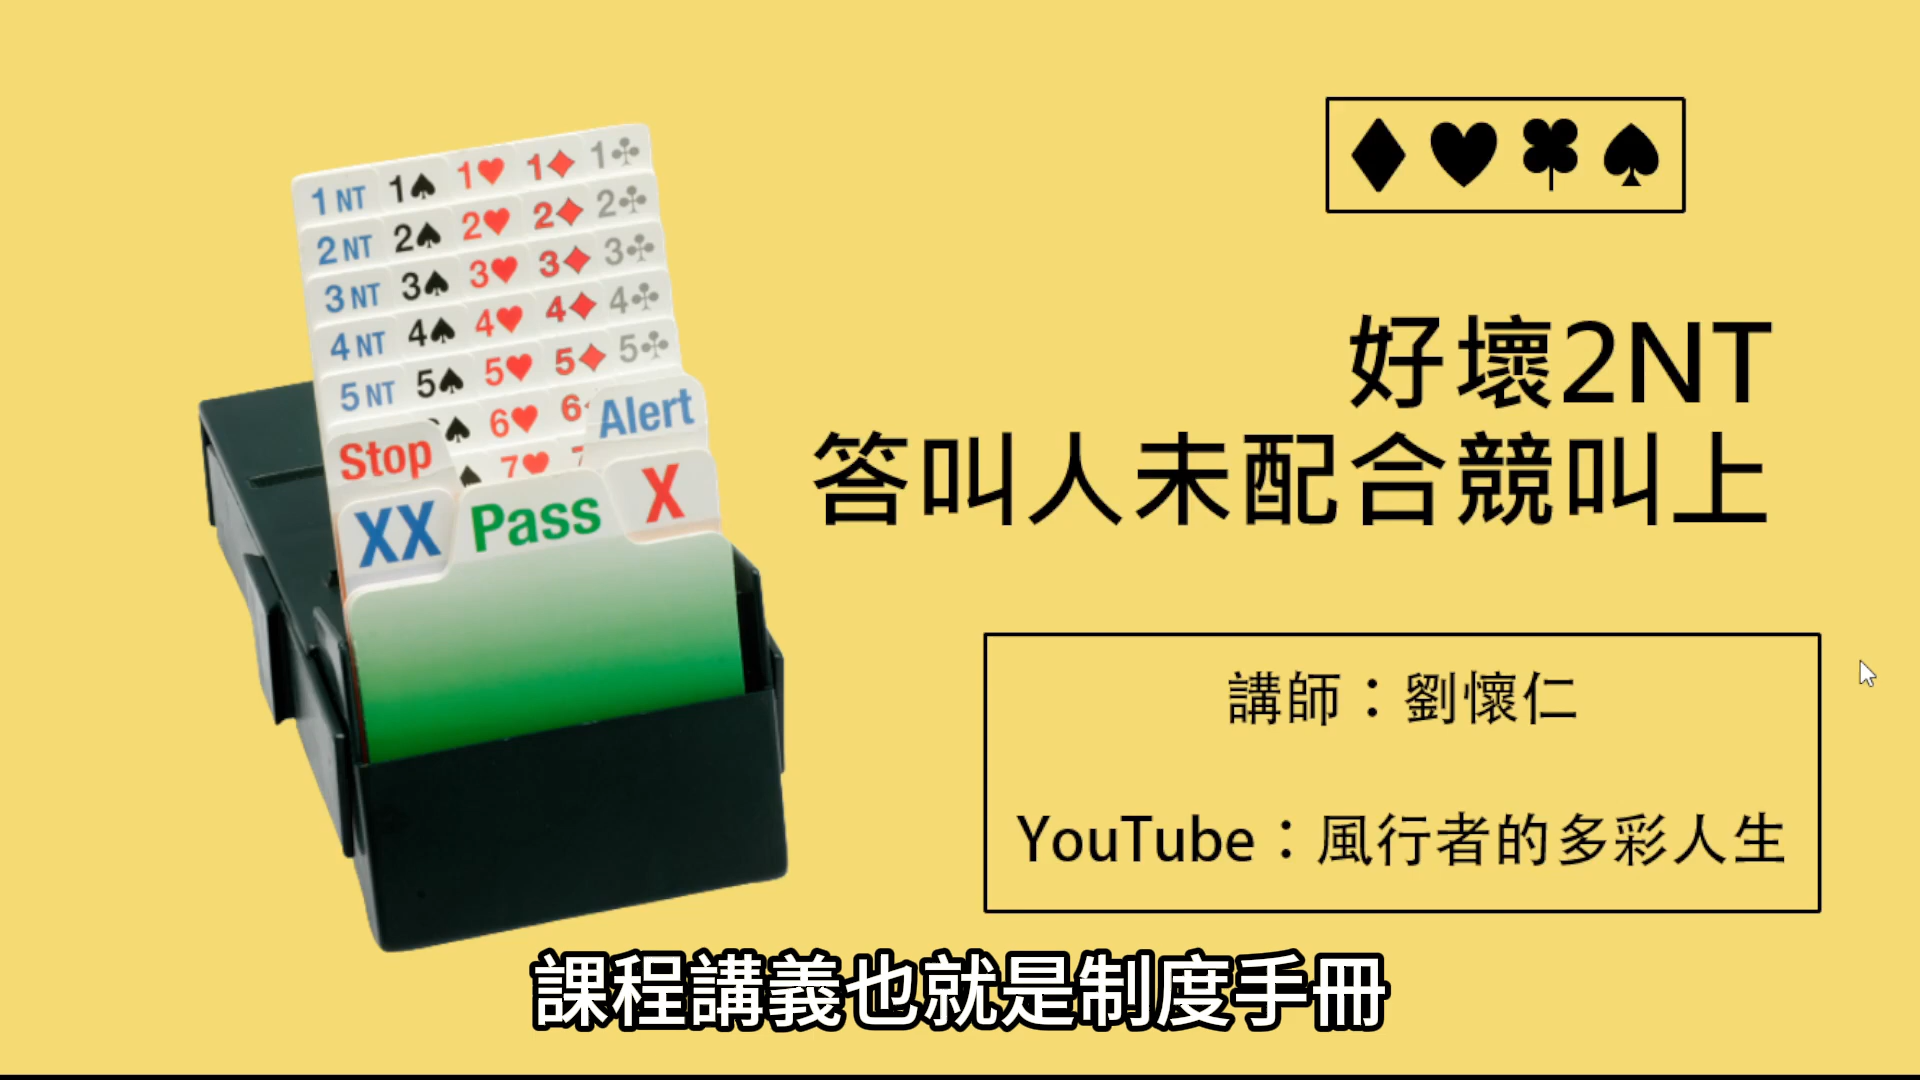 1NT 1♠ 1♥ 1♦ 1♣
2NT 2♠ 2♥ 2♦ 2♣
3NT 3♠ 3♥ 3♦ 3♣
4NT 4♠ 4♥ 4♦ 4♣
5NT 5♠ 5♥ 5♦ 5♣
♠ 6♥ 6
Alert
Stop
♠ 7♥
XX Pass X
♦♥♣♠
好壞2NT
答叫人未配合競叫上
講師：劉懷仁
YouTube：風行者的多彩人生
課程講義也就是制度手冊